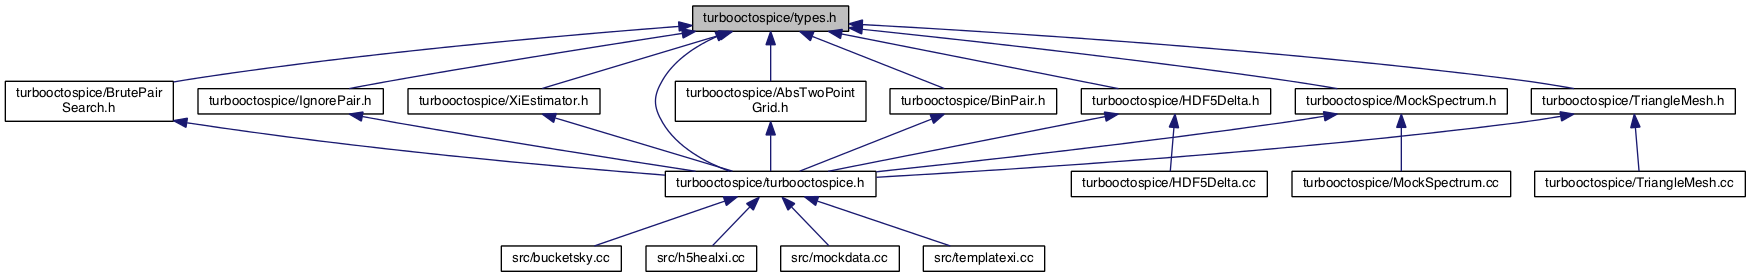 turbooctospice/types.h
turbooctospice/BrutePair
Search.h
turbooctospice/IgnorePair.h
turbooctospice/XiEstimator.h
turbooctospice/AbsTwoPoint
Grid.h
turbooctospice/BinPair.h
turbooctospice/HDF5Delta.h
turbooctospice/MockSpectrum.h
turbooctospice/TriangleMesh.h
turbooctospice/turbooctospice.h
turbooctospice/HDF5Delta.cc
turbooctospice/MockSpectrum.cc
turbooctospice/TriangleMesh.cc
src/bucketsky.cc
src/h5healxi.cc
src/mockdata.cc
src/templatexi.cc